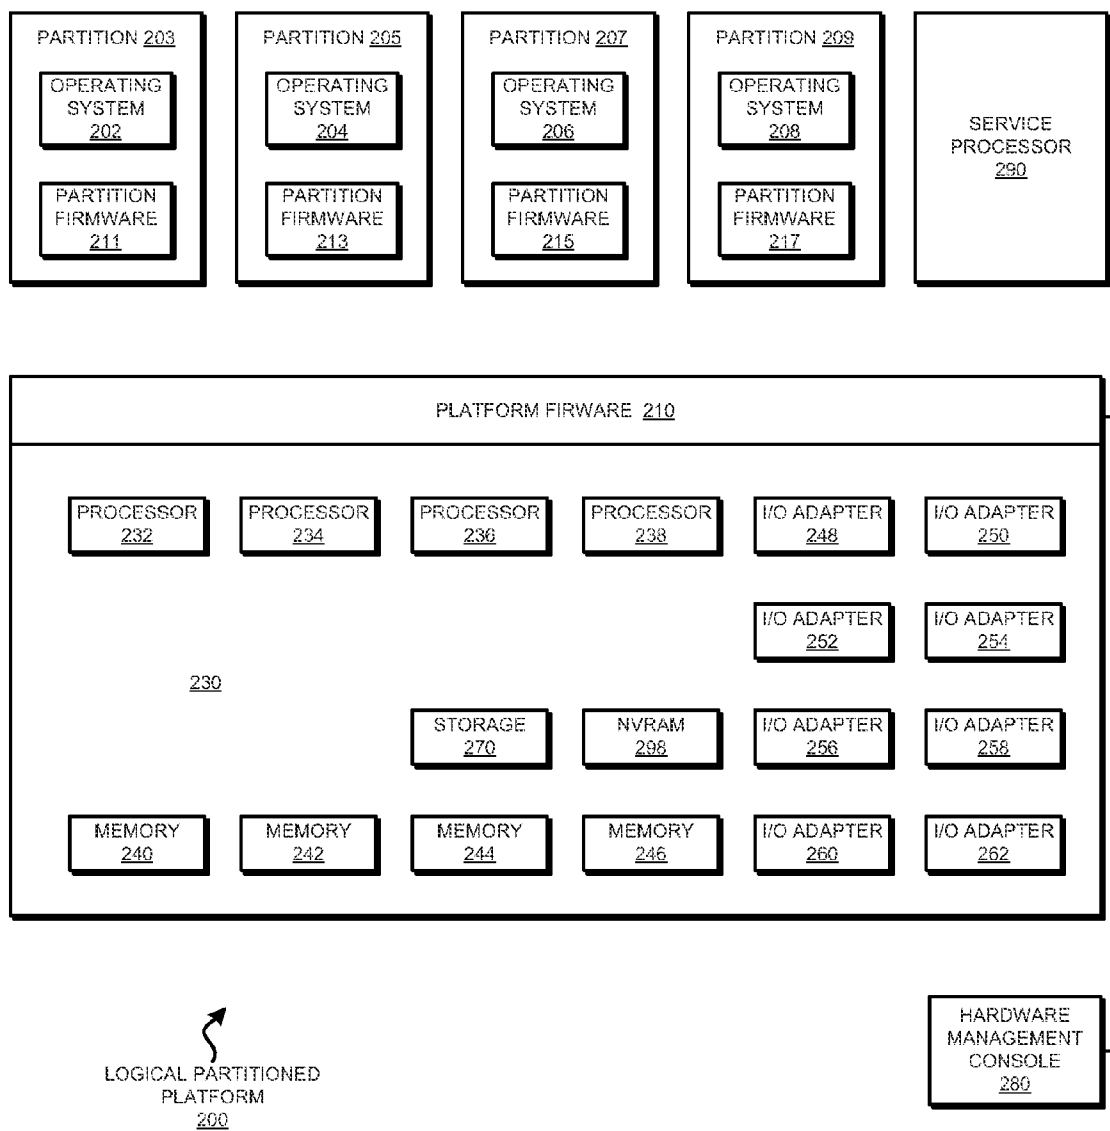 PARTITION 203
OPERATING
SYSTEM
202
PARTITION
FIRMWARE
211
PARTITION 205
OPERATING
SYSTEM
204
PARTITION
FIRMWARE
213
PARTITION 207
OPERATING
SYSTEM
206
PARTITION
FIRMWARE
215
PARTITION 209
OPERATING
SYSTEM
208
PARTITION
FIRMWARE
217
SERVICE
PROCESSOR
290
PLATFORM FIRWARE 210
PROCESSOR
232
PROCESSOR
234
PROCESSOR
236
PROCESSOR
238
I/O ADAPTER
248
I/O ADAPTER
250
I/O ADAPTER
252
I/O ADAPTER
254
230
STORAGE
270
NVRAM
298
I/O ADAPTER
256
I/O ADAPTER
258
MEMORY
240
MEMORY
242
MEMORY
244
MEMORY
246
I/O ADAPTER
260
I/O ADAPTER
262
LOGICAL PARTITIONED
PLATFORM
200
HARDWARE
MANAGEMENT
CONSOLE
280